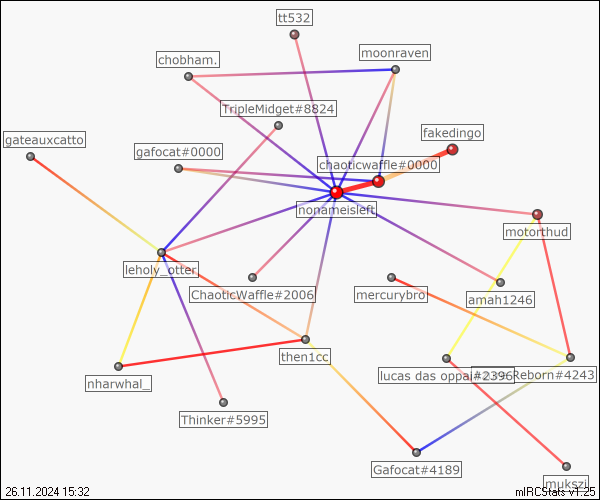 tt532
chobham.
moonraven
TripleMidget#8824
fakedingo
gateauxcatto
gafocat#0000
chaoticwaffle#0000
nonameisleft
motorthud
leholy_otter
ChaoticWaffle#2006
mercurybro
amah1246
then1cc
nharwhal_
lucas das oppai#2396
Reborn#4243
Thinker#5995
Gafocat#4189
mukszi
26.11.2024 15:32
mIRCStats v1.25